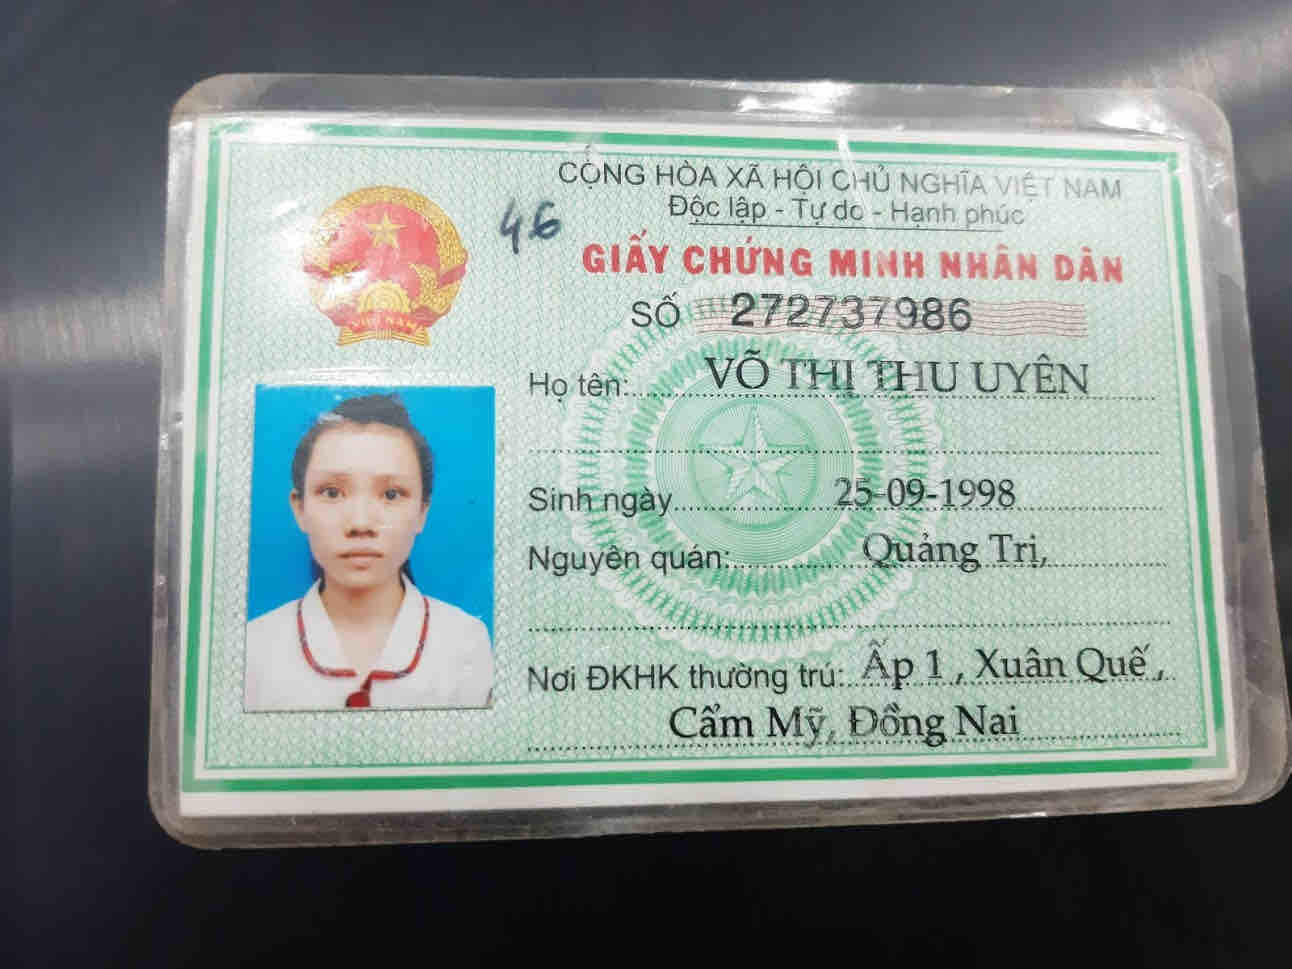 CỘNG HÒA XÃ HỘI CHỦ NGHĨA VIỆT NAM
Độc lập - Tự do - Hạnh phúc
46
GIẤY CHỨNG MINH NHÂN DÂN
SỐ 272737986
VIỆT NAM
Họ tên: VÕ THỊ THU UYÊN
Sinh ngày 25-09-1998
Nguyên quán: Quảng Trị,
Nơi ĐKHK thường trú: Ấp 1 , Xuân Quế ,
Cẩm Mỹ, Đồng Nai